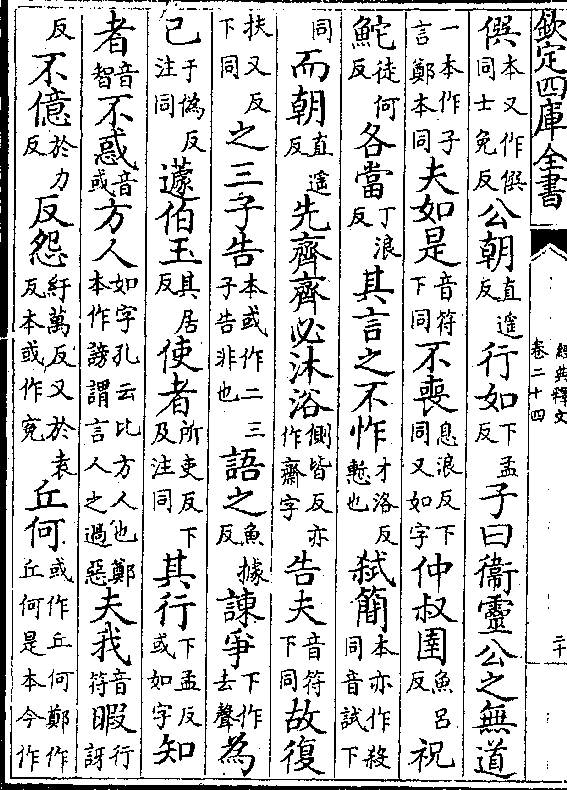 欽定四庫全書
經典釋文
卷二十四
二十
僎本又作㒨同士免反公朝直遥反行如下孟反子曰衛靈公之無道
一本作子言鄭本同夫如是音符下同不喪息浪反下同又如字仲叔圉魚吕反祝
鮀徒何反各當丁浪反其言之不怍才洛反慙也弑簡本亦作殺同音試下
同而朝直遥反先齊齊必沐浴側皆反亦作齋字告夫音符下同故復
扶又反下同之三子告本或作二三子告非也語之魚據反諫爭下作去聲為
己于偽反注同蘧伯玉其居反使者所吏反下及注同其行下孟反或如字知
者音智不惑音或方人如字孔云比方人也鄭本作謗謂言人之過惡夫我音符暇行訝
反不億於力反反怨紆萬反又於袁反本或作寃丘何或作丘何鄭作丘何是本今作